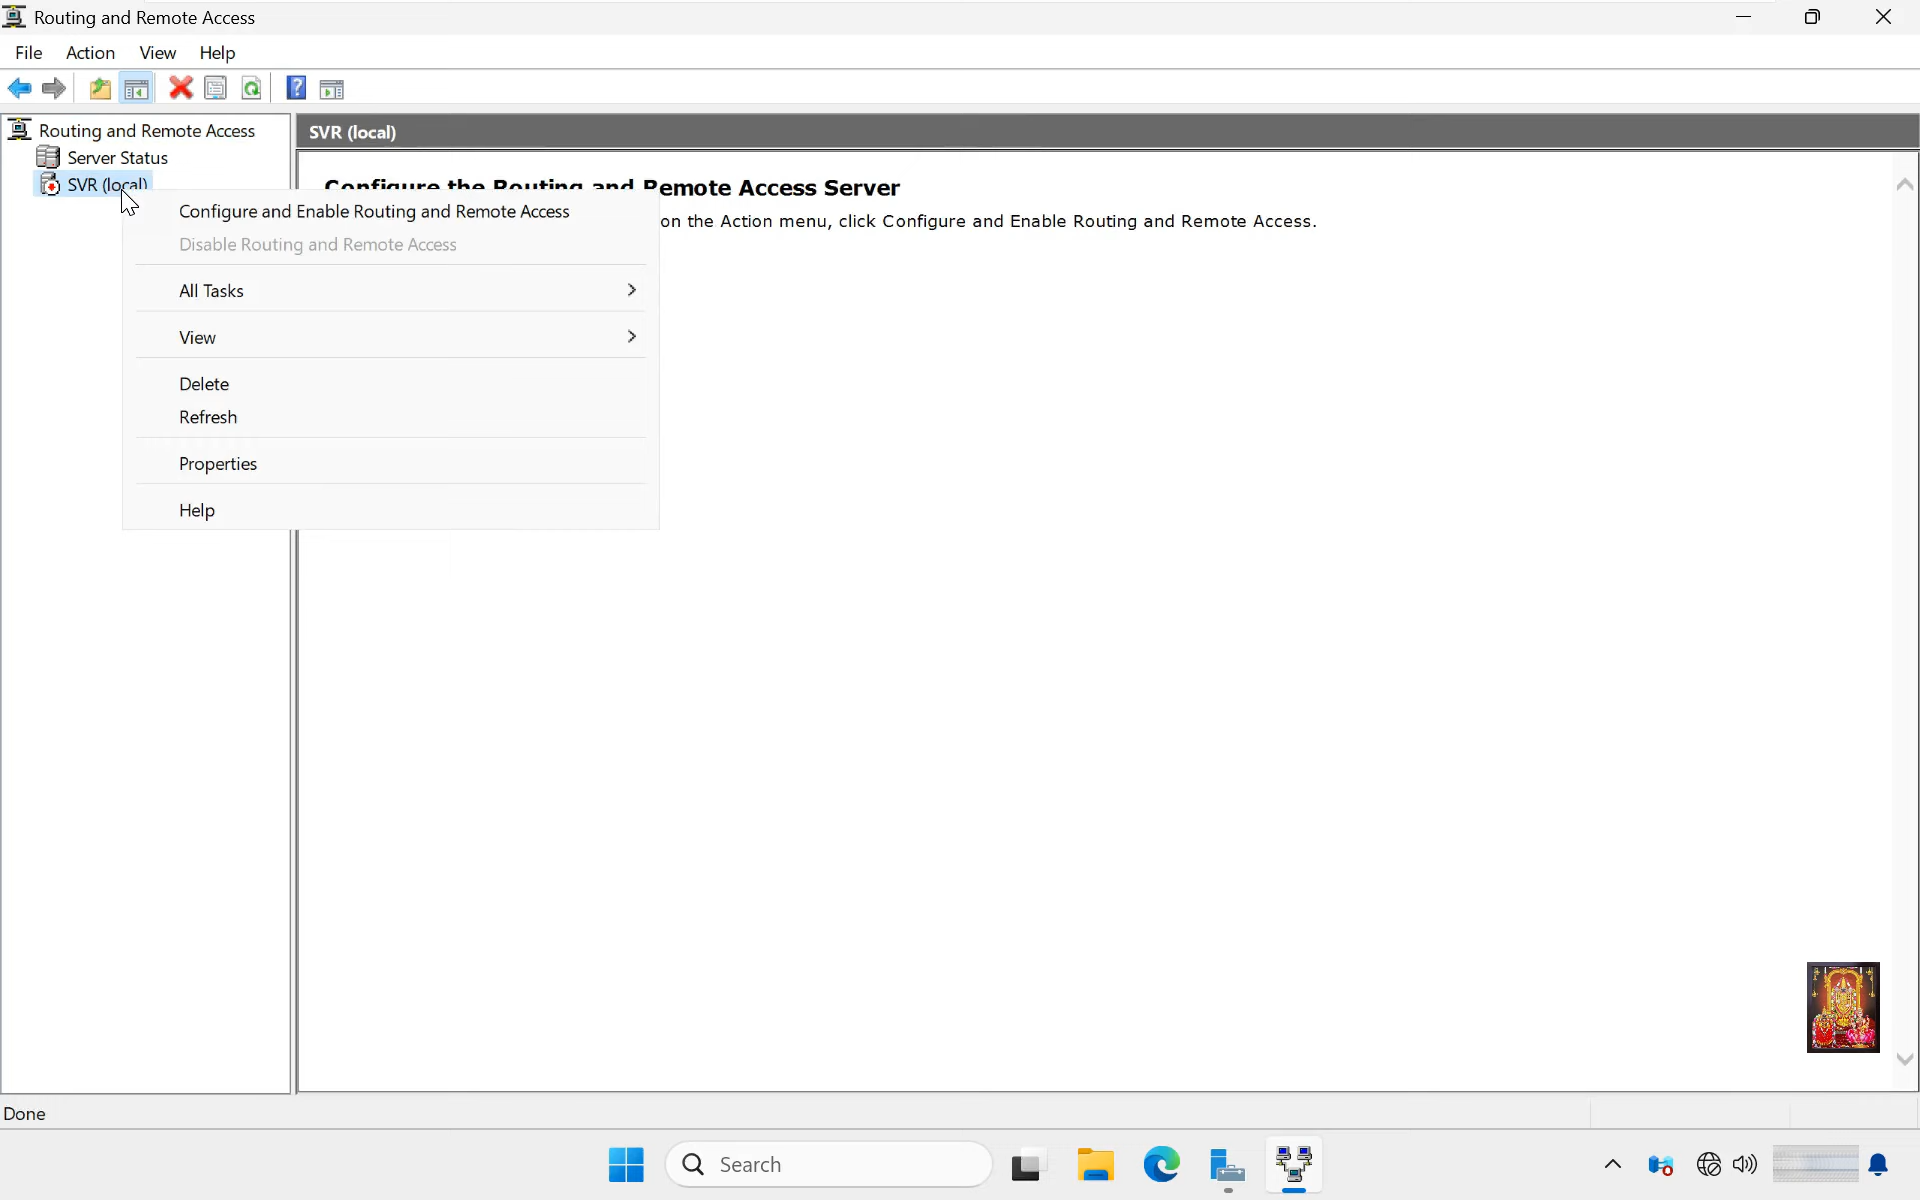 Routing and Remote Access
File Action View Help
Routing and Remote Access
Server Status
SVR (local)
SVR (local)
Configure the Routing and Remote Access Server
on the Action menu, click Configure and Enable Routing and Remote Access.
Configure and Enable Routing and Remote Access
Disable Routing and Remote Access
All Tasks
View
Delete
Refresh
Properties
Help
Done
Search